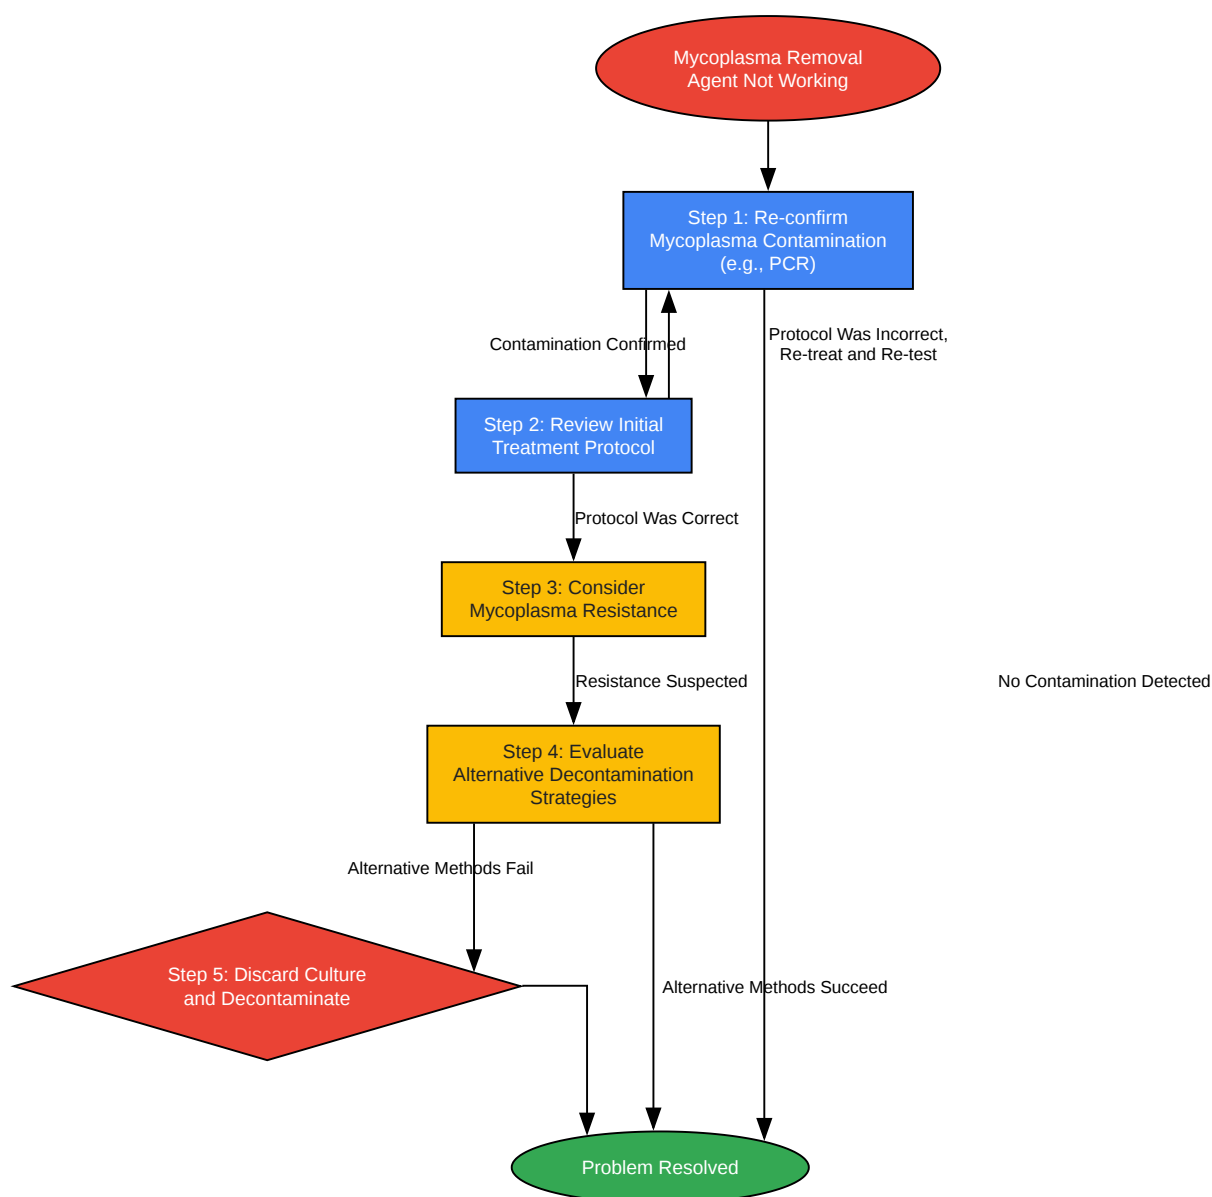 Mycoplasma Removal
Agent Not Working
Step 1: Re-confirm
Mycoplasma Contamination
(e.g., PCR)
Contamination Confirmed
Protocol Was Incorrect,
Re-treat and Re-test
Step 2: Review Initial
Treatment Protocol
Protocol Was Correct
Step 3: Consider
Mycoplasma Resistance
Resistance Suspected
No Contamination Detected
Step 4: Evaluate
Alternative Decontamination
Strategies
Alternative Methods Fail
Step 5: Discard Culture
and Decontaminate
Alternative Methods Succeed
Problem Resolved